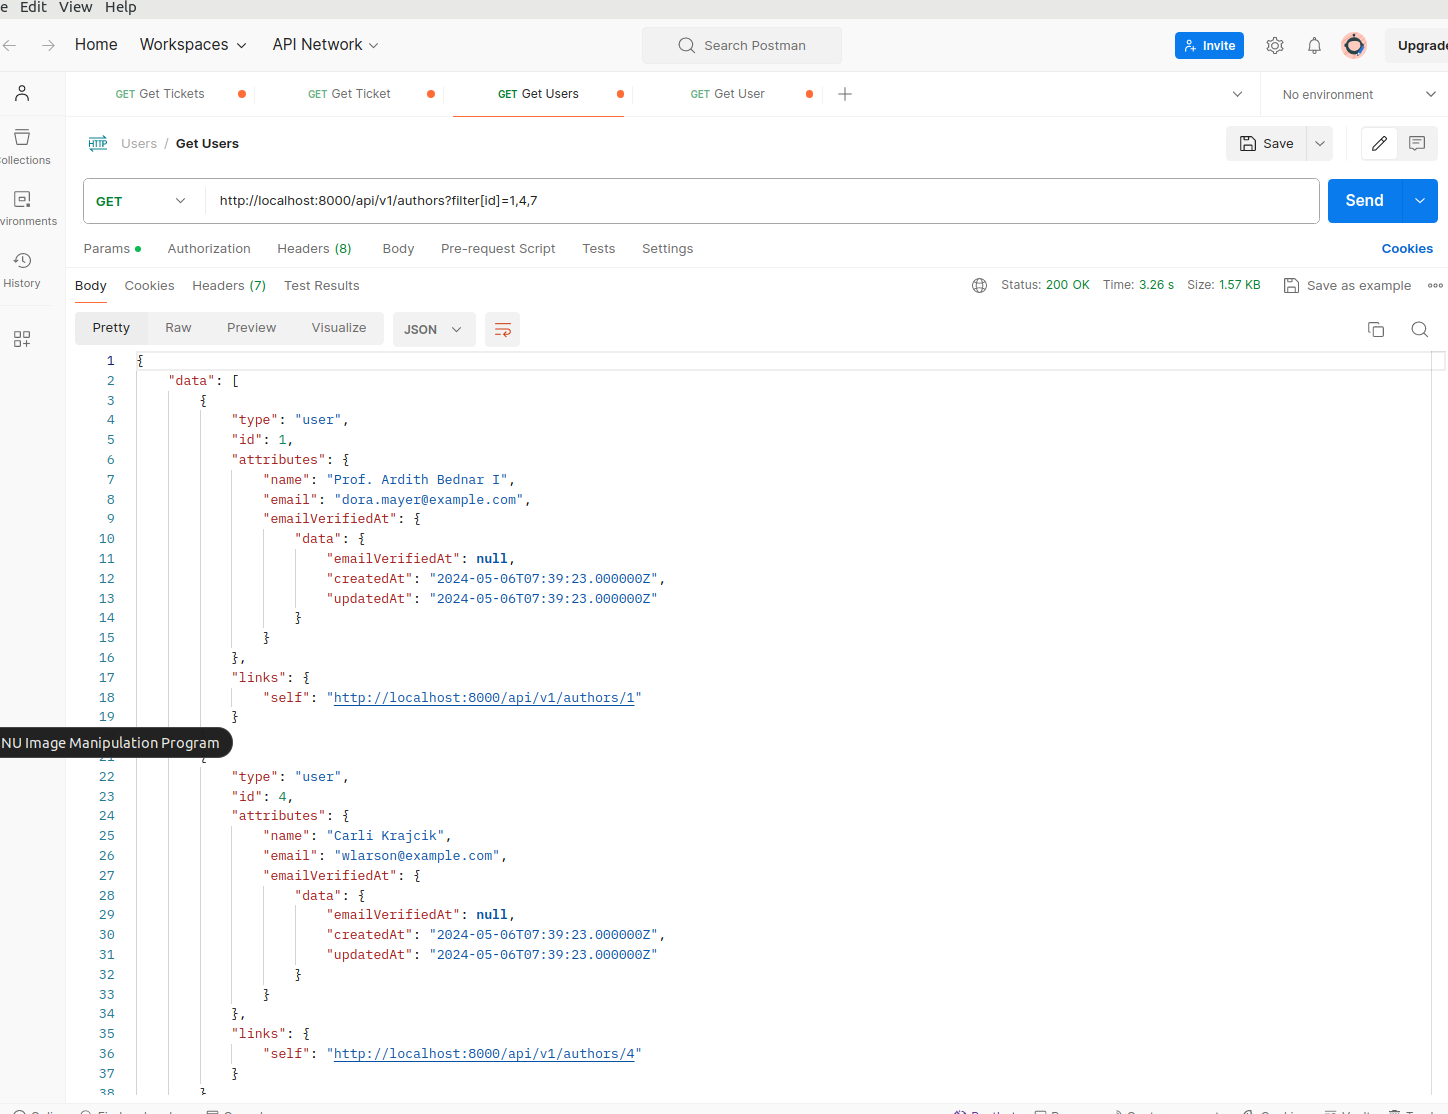 e Edit View Help
Home Workspaces API Network Search Postman Invite Upgrade
GET Get Tickets GET Get Ticket GET Get Users GET Get User No environment
HTTP Users / Get Users Save
GET http://localhost:8000/api/v1/authors?filter[id]=1,4,7 Send
Params Authorization Headers (8) Body Pre-request Script Tests Settings Cookies
Body Cookies Headers (7) Test Results Status: 200 OK Time: 3.26 s Size: 1.57 KB Save as example
Pretty Raw Preview Visualize JSON
ollections
vironments
History
1 {
2 "data": [
3 {
4 "type": "user",
5 "id": 1,
6 "attributes": {
7 "name": "Prof. Ardith Bednar I",
8 "email": "dora.mayer@example.com",
9 "emailVerifiedAt": {
10 "data": {
11 "emailVerifiedAt": null,
12 "createdAt": "2024-05-06T07:39:23.000000Z",
13 "updatedAt": "2024-05-06T07:39:23.000000Z"
14 }
15 }
16 },
17 "links": {
18 "self": "http://localhost:8000/api/v1/authors/1"
19 }
NU Image Manipulation Program
21 {
22 "type": "user",
23 "id": 4,
24 "attributes": {
25 "name": "Carli Krajcik",
26 "email": "wlarson@example.com",
27 "emailVerifiedAt": {
28 "data": {
29 "emailVerifiedAt": null,
30 "createdAt": "2024-05-06T07:39:23.000000Z",
31 "updatedAt": "2024-05-06T07:39:23.000000Z"
32 }
33 }
34 },
35 "links": {
36 "self": "http://localhost:8000/api/v1/authors/4"
37 }
38 }